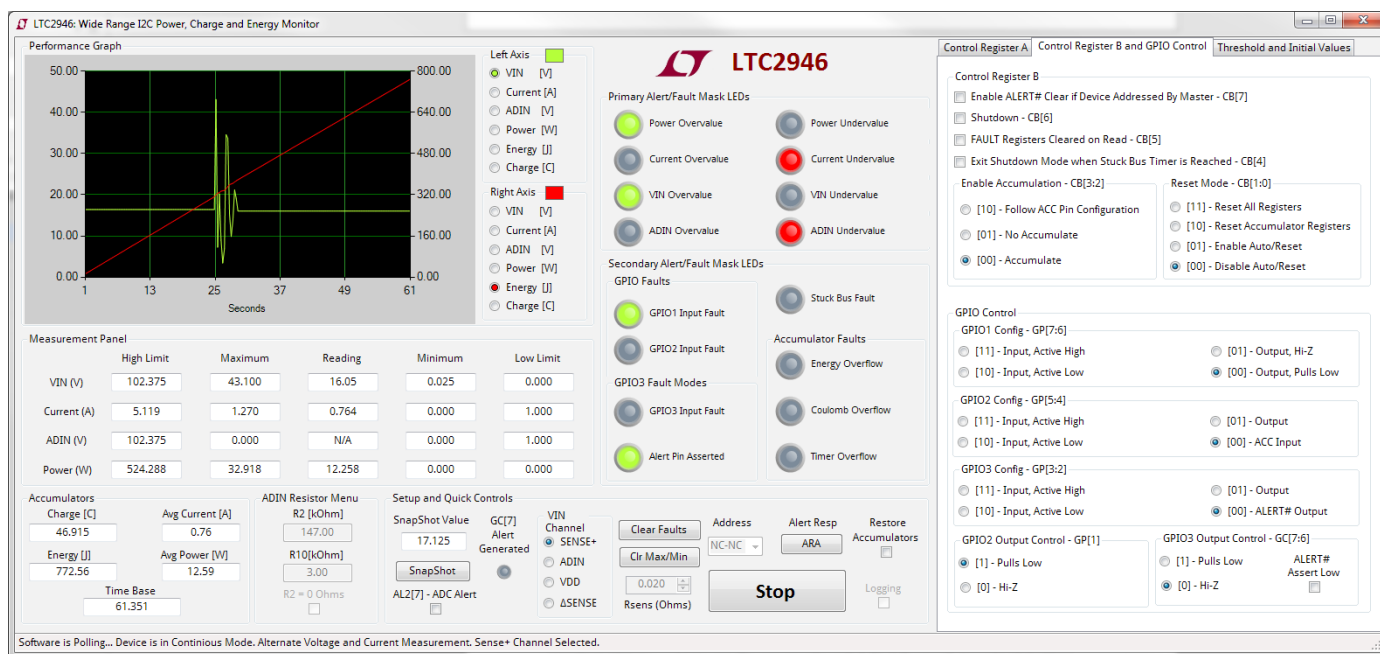 LTC2946: Wide Range I2C Power, Charge and Energy Monitor
Performance Graph
50.00
40.00
30.00
20.00
10.00
0.00
800.00
640.00
480.00
320.00
160.00
0.00
1 13 25 37 49 61
Seconds
Left Axis
VIN [V]
Current [A]
ADIN [V]
Power [W]
Energy [J]
Charge [C]
Right Axis
VIN [V]
Current [A]
ADIN [V]
Power [W]
Energy [J]
Charge [C]
Measurement Panel
High Limit Maximum Reading Minimum Low Limit
VIN (V) 102.375 43.100 16.05 0.025 0.000
Current (A) 5.119 1.270 0.764 0.000 1.000
ADIN (V) 102.375 0.000 N/A 0.000 1.000
Power (W) 524.288 32.918 12.258 0.000 0.000
Accumulators
Charge [C] Avg Current [A]
46.915 0.76
Energy [J] Avg Power [W]
772.56 12.59
Time Base
61.351
ADIN Resistor Menu
R2 [kOhm]
147.00
R10[kOhm]
3.00
R2 = 0 Ohms
LTC2946
Primary Alert/Fault Mask LEDs
Power Overvalue Power Undervalue
Current Overvalue Current Undervalue
VIN Overvalue VIN Undervalue
ADIN Overvalue ADIN Undervalue
Secondary Alert/Fault Mask LEDs
GPIO Faults
GPIO1 Input Fault
GPIO2 Input Fault
GPIO3 Fault Modes
GPIO3 Input Fault
Alert Pin Asserted
Stuck Bus Fault
Accumulator Faults
Energy Overflow
Coulomb Overflow
Timer Overflow
Setup and Quick Controls
SnapShot Value
17.125
SnapShot
AL2[7] - ADC Alert
GC[7]
Alert
Generated
VIN
Channel
SENSE+
ADIN
VDD
ΔSENSE
Clear Faults
Clr Max/Min
0.020
Rsens (Ohms)
Address
NC-NC
Alert Resp
ARA
Restore
Accumulators
Stop
Logging
Control Register A Control Register B and GPIO Control Threshold and Initial Values
Control Register B
Enable ALERT# Clear if Device Addressed By Master - CB[7]
Shutdown - CB[6]
FAULT Registers Cleared on Read - CB[5]
Exit Shutdown Mode when Stuck Bus Timer is Reached - CB[4]
Enable Accumulation - CB[3:2]
[10] - Follow ACC Pin Configuration
[01] - No Accumulate
[00] - Accumulate
Reset Mode - CB[1:0]
[11] - Reset All Registers
[10] - Reset Accumulator Registers
[01] - Enable Auto/Reset
[00] - Disable Auto/Reset
GPIO Control
GPIO1 Config - GP[7:6]
[11] - Input, Active High [01] - Output, Hi-Z
[10] - Input, Active Low [00] - Output, Pulls Low
GPIO2 Config - GP[5:4]
[11] - Input, Active High [01] - Output
[10] - Input, Active Low [00] - ACC Input
GPIO3 Config - GP[3:2]
[11] - Input, Active High [01] - Output
[10] - Input, Active Low [00] - ALERT# Output
GPIO2 Output Control - GP[1]
[1] - Pulls Low
[0] - Hi-Z
GPIO3 Output Control - GC[7:6]
[1] - Pulls Low
[0] - Hi-Z
ALERT#
Assert Low
Software is Polling... Device is in Continious Mode. Alternate Voltage and Current Measurement. Sense+ Channel Selected.